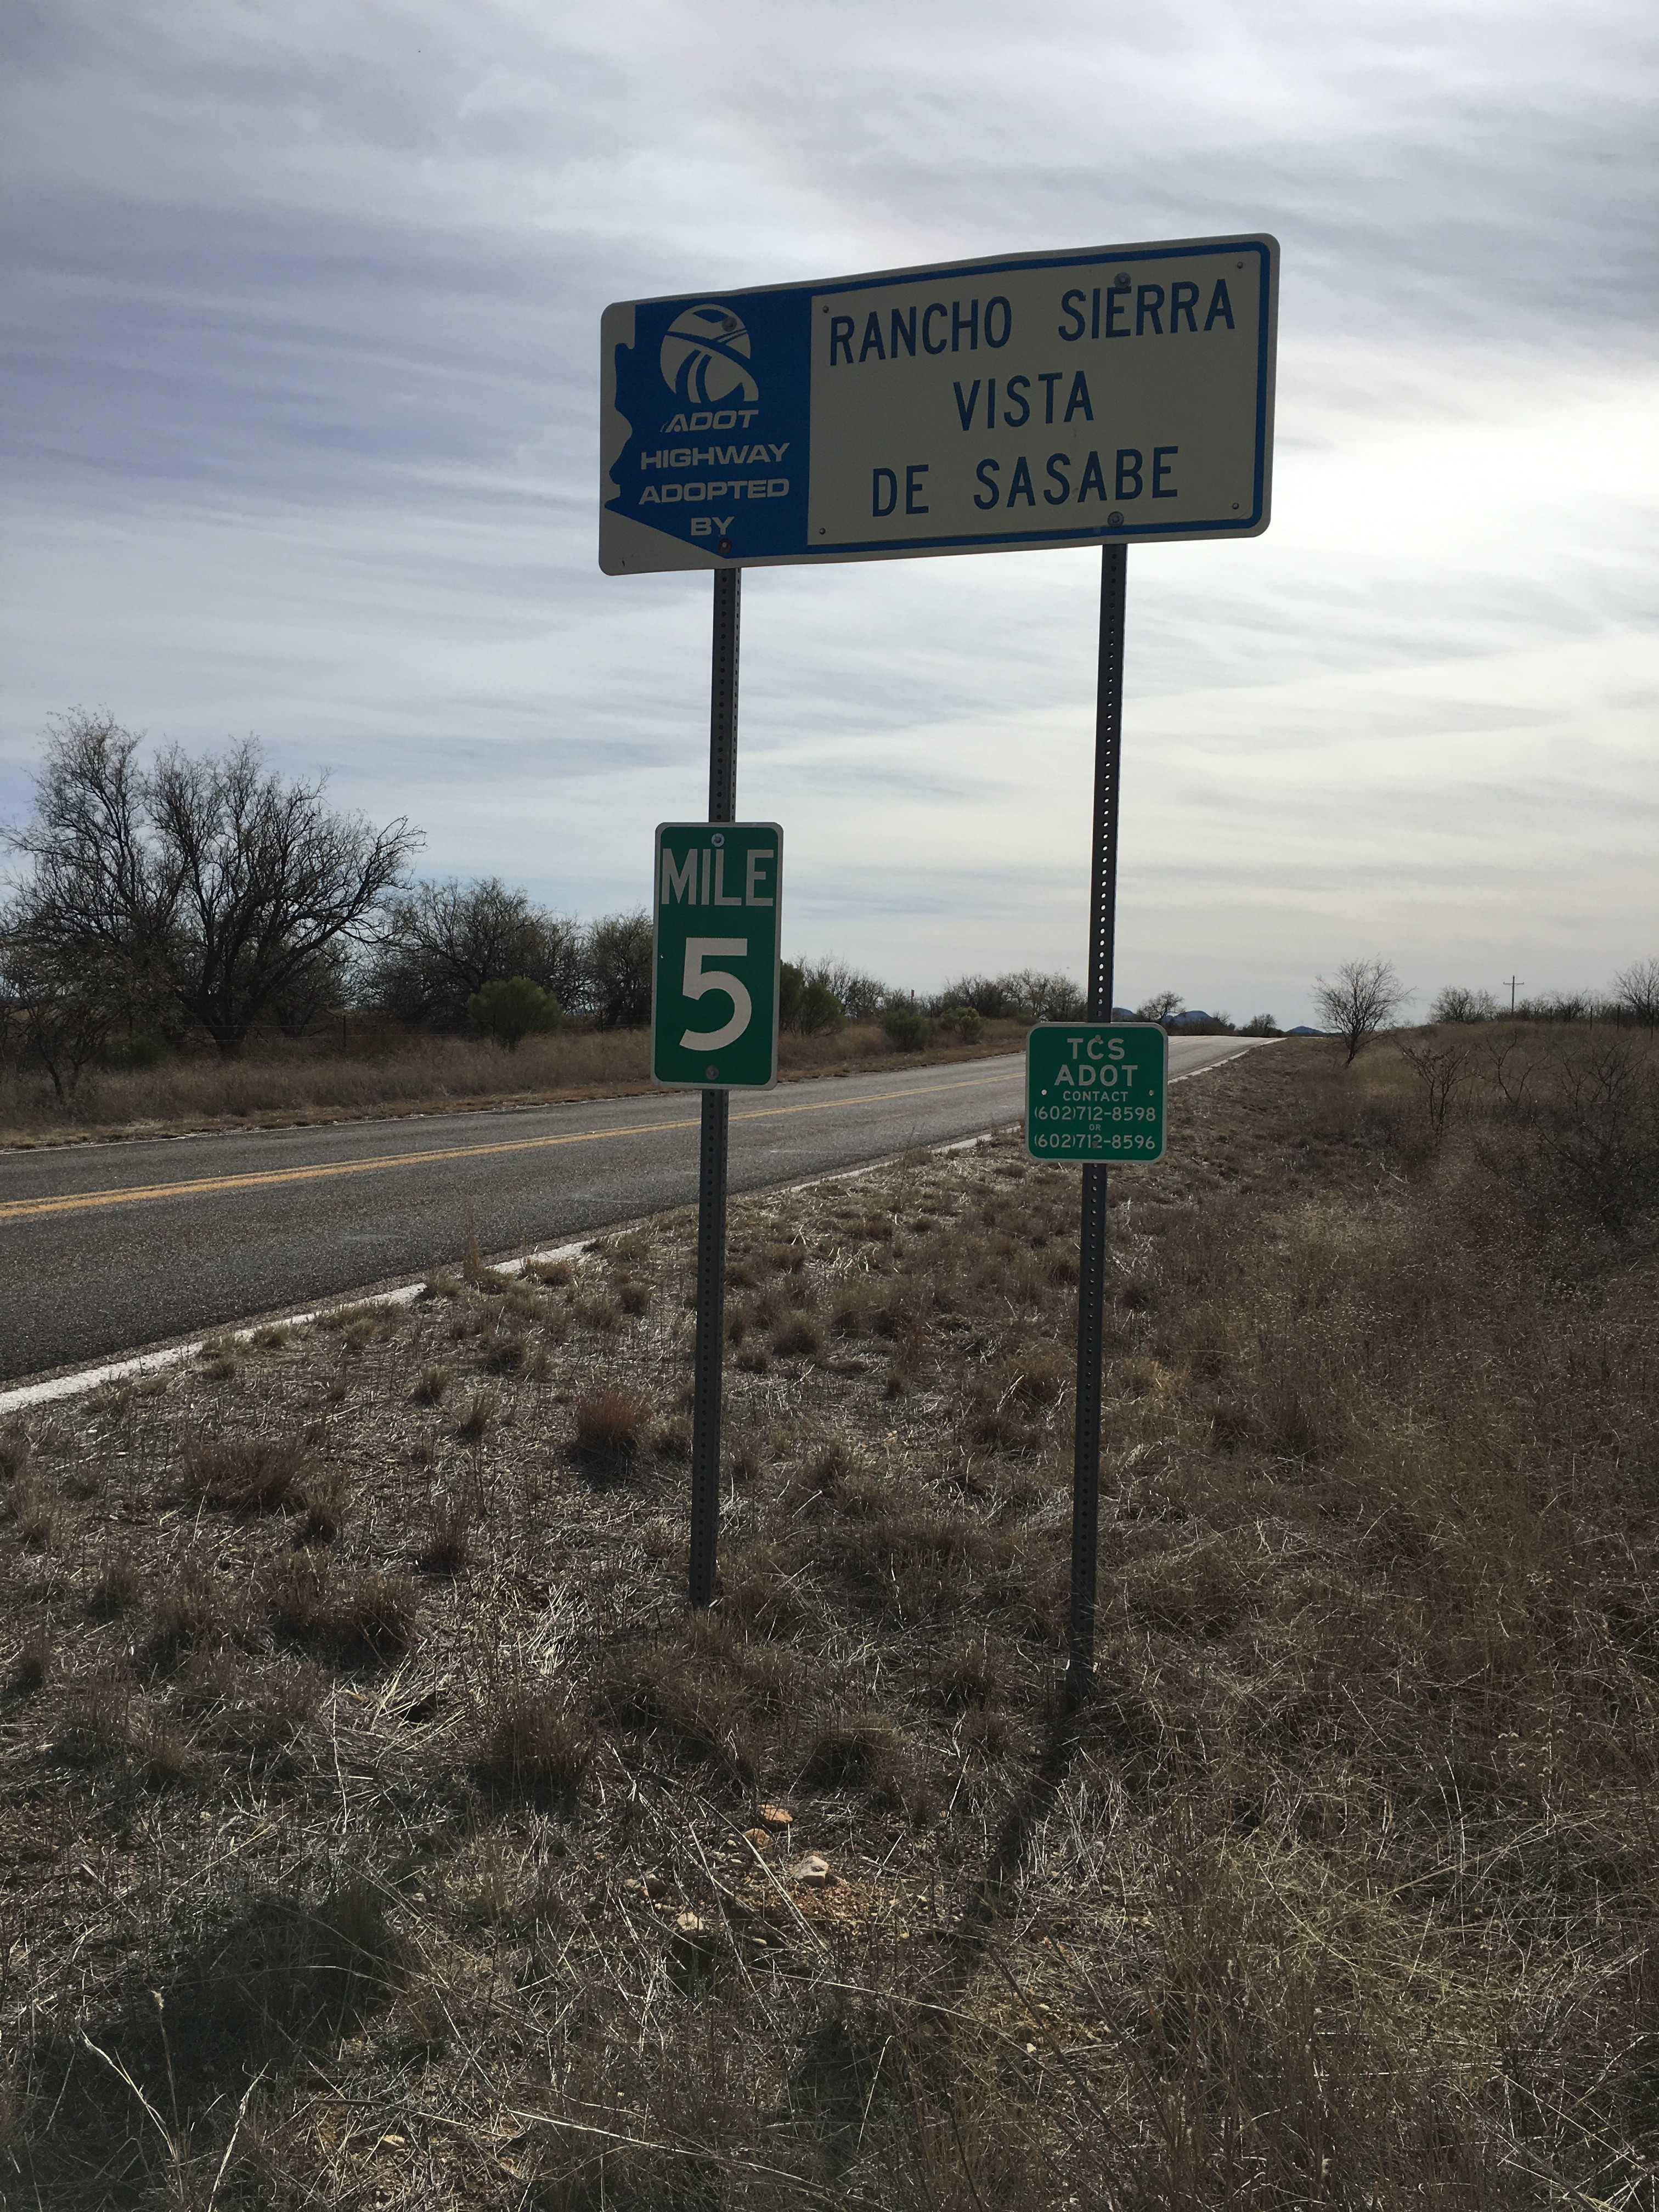 ADOT
HIGHWAY
ADOPTED
BY
RANCHO SIERRA
VISTA
DE SASABE
MILE
5
TCS
ADOT
CONTACT
(602)712-8598
OR
(602)712-8596